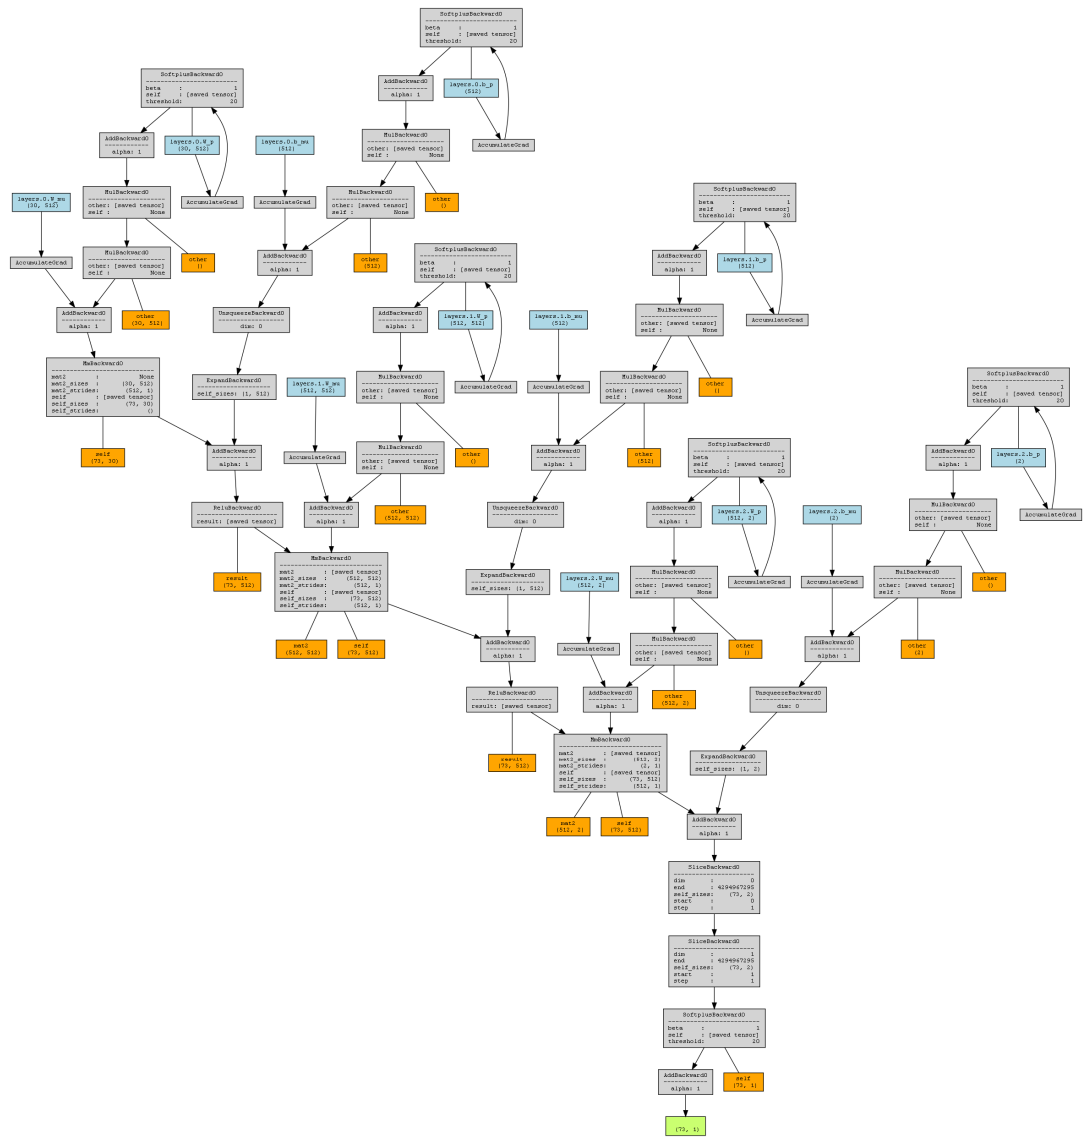 SoftplusBackward0
-------------------------
beta     :              1
self     : [saved tensor]
threshold:             20
SoftplusBackward0
-------------------------
beta     :              1
self     : [saved tensor]
threshold:             20
AddBackward0
------------
alpha: 1
layers.0.b_p
(512)
AddBackward0
------------
alpha: 1
layers.0.W_p
(30, 512)
layers.0.b_mu
(512)
MulBackward0
----------------------
other: [saved tensor]
self :           None
AccumulateGrad
layers.0.W_mu
(30, 512)
MulBackward0
----------------------
other: [saved tensor]
self :           None
AccumulateGrad
AccumulateGrad
MulBackward0
----------------------
other: [saved tensor]
self :           None
other
()
SoftplusBackward0
-------------------------
beta     :              1
self     : [saved tensor]
threshold:             20
AccumulateGrad
MulBackward0
----------------------
other: [saved tensor]
self :           None
other
()
AddBackward0
------------
alpha: 1
other
(512)
SoftplusBackward0
-------------------------
beta     :              1
self     : [saved tensor]
threshold:             20
AddBackward0
------------
alpha: 1
layers.1.b_p
(512)
AddBackward0
------------
alpha: 1
other
(30, 512)
UnsqueezeBackward0
------------------
dim: 0
AddBackward0
------------
alpha: 1
layers.1.W_p
(512, 512)
layers.1.b_mu
(512)
MulBackward0
----------------------
other: [saved tensor]
self :           None
AccumulateGrad
MmBackward0
----------------------------
mat2        :           None
mat2_sizes  :      (30, 512)
mat2_strides:       (512, 1)
self        : [saved tensor]
self_sizes  :       (73, 30)
self_strides:             ()
ExpandBackward0
--------------------
self_sizes: (1, 512)
layers.1.W_mu
(512, 512)
MulBackward0
----------------------
other: [saved tensor]
self :           None
AccumulateGrad
AccumulateGrad
MulBackward0
----------------------
other: [saved tensor]
self :           None
other
()
SoftplusBackward0
-------------------------
beta     :              1
self     : [saved tensor]
threshold:             20
self
(73, 30)
AddBackward0
------------
alpha: 1
AccumulateGrad
MulBackward0
----------------------
other: [saved tensor]
self :           None
other
()
AddBackward0
------------
alpha: 1
other
(512)
SoftplusBackward0
-------------------------
beta     :              1
self     : [saved tensor]
threshold:             20
AddBackward0
------------
alpha: 1
layers.2.b_p
(2)
ReluBackward0
----------------------
result: [saved tensor]
AddBackward0
------------
alpha: 1
other
(512, 512)
UnsqueezeBackward0
------------------
dim: 0
AddBackward0
------------
alpha: 1
layers.2.W_p
(512, 2)
layers.2.b_mu
(2)
MulBackward0
----------------------
other: [saved tensor]
self :           None
AccumulateGrad
result
(73, 512)
MmBackward0
----------------------------
mat2        : [saved tensor]
mat2_sizes  :     (512, 512)
mat2_strides:       (512, 1)
self        : [saved tensor]
self_sizes  :      (73, 512)
self_strides:       (512, 1)
ExpandBackward0
--------------------
self_sizes: (1, 512)
layers.2.W_mu
(512, 2)
MulBackward0
----------------------
other: [saved tensor]
self :           None
AccumulateGrad
AccumulateGrad
MulBackward0
----------------------
other: [saved tensor]
self :           None
other
()
mat2
(512, 512)
self
(73, 512)
AddBackward0
------------
alpha: 1
AccumulateGrad
MulBackward0
----------------------
other: [saved tensor]
self :           None
other
()
AddBackward0
------------
alpha: 1
other
(2)
ReluBackward0
----------------------
result: [saved tensor]
AddBackward0
------------
alpha: 1
other
(512, 2)
UnsqueezeBackward0
------------------
dim: 0
result
(73, 512)
MmBackward0
----------------------------
mat2        : [saved tensor]
mat2_sizes  :       (512, 2)
mat2_strides:         (2, 1)
self        : [saved tensor]
self_sizes  :      (73, 512)
self_strides:       (512, 1)
ExpandBackward0
------------------
self_sizes: (1, 2)
mat2
(512, 2)
self
(73, 512)
AddBackward0
------------
alpha: 1
SliceBackward0
----------------------
dim       :          0
end       : 4294967295
self_sizes:    (73, 2)
start     :          0
step      :          1
SliceBackward0
----------------------
dim       :          1
end       : 4294967295
self_sizes:    (73, 2)
start     :          1
step      :          1
SoftplusBackward0
-------------------------
beta     :              1
self     : [saved tensor]
threshold:             20
AddBackward0
------------
alpha: 1
self
(73, 1)
(73, 1)